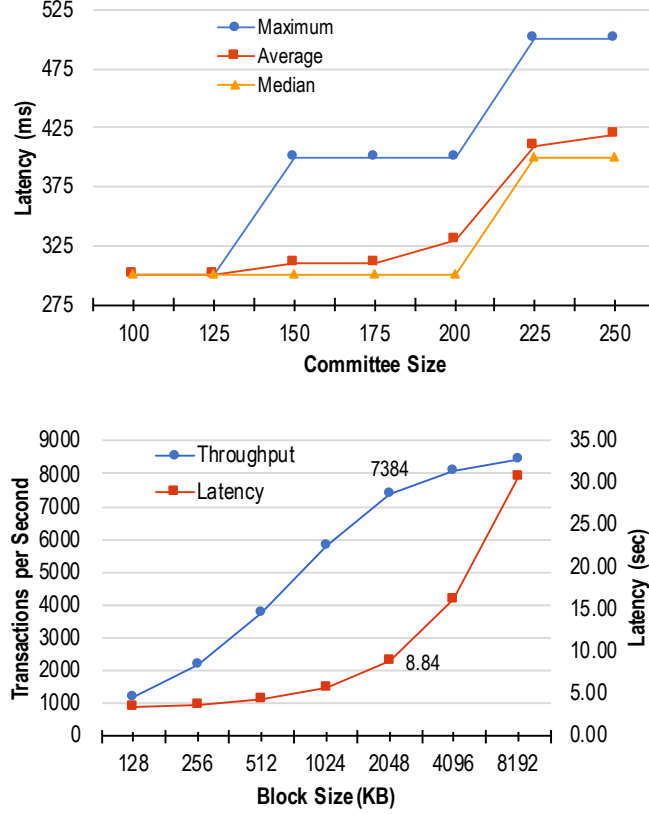 525
Maximum
Average
Median
475
425
375
325
275
Latency (ms)
100 125 150 175 200 225 250
Committee Size
9000 35.00
Throughput
8000 30.00
7384
Latency
7000 25.00
6000 20.00
5000
4000 15.00
3000 10.00
8.84
2000
1000 5.00
0 0.00
Transactions per Second
Latency (sec)
128 256 512 1024 2048 4096 8192
Block Size (KB)